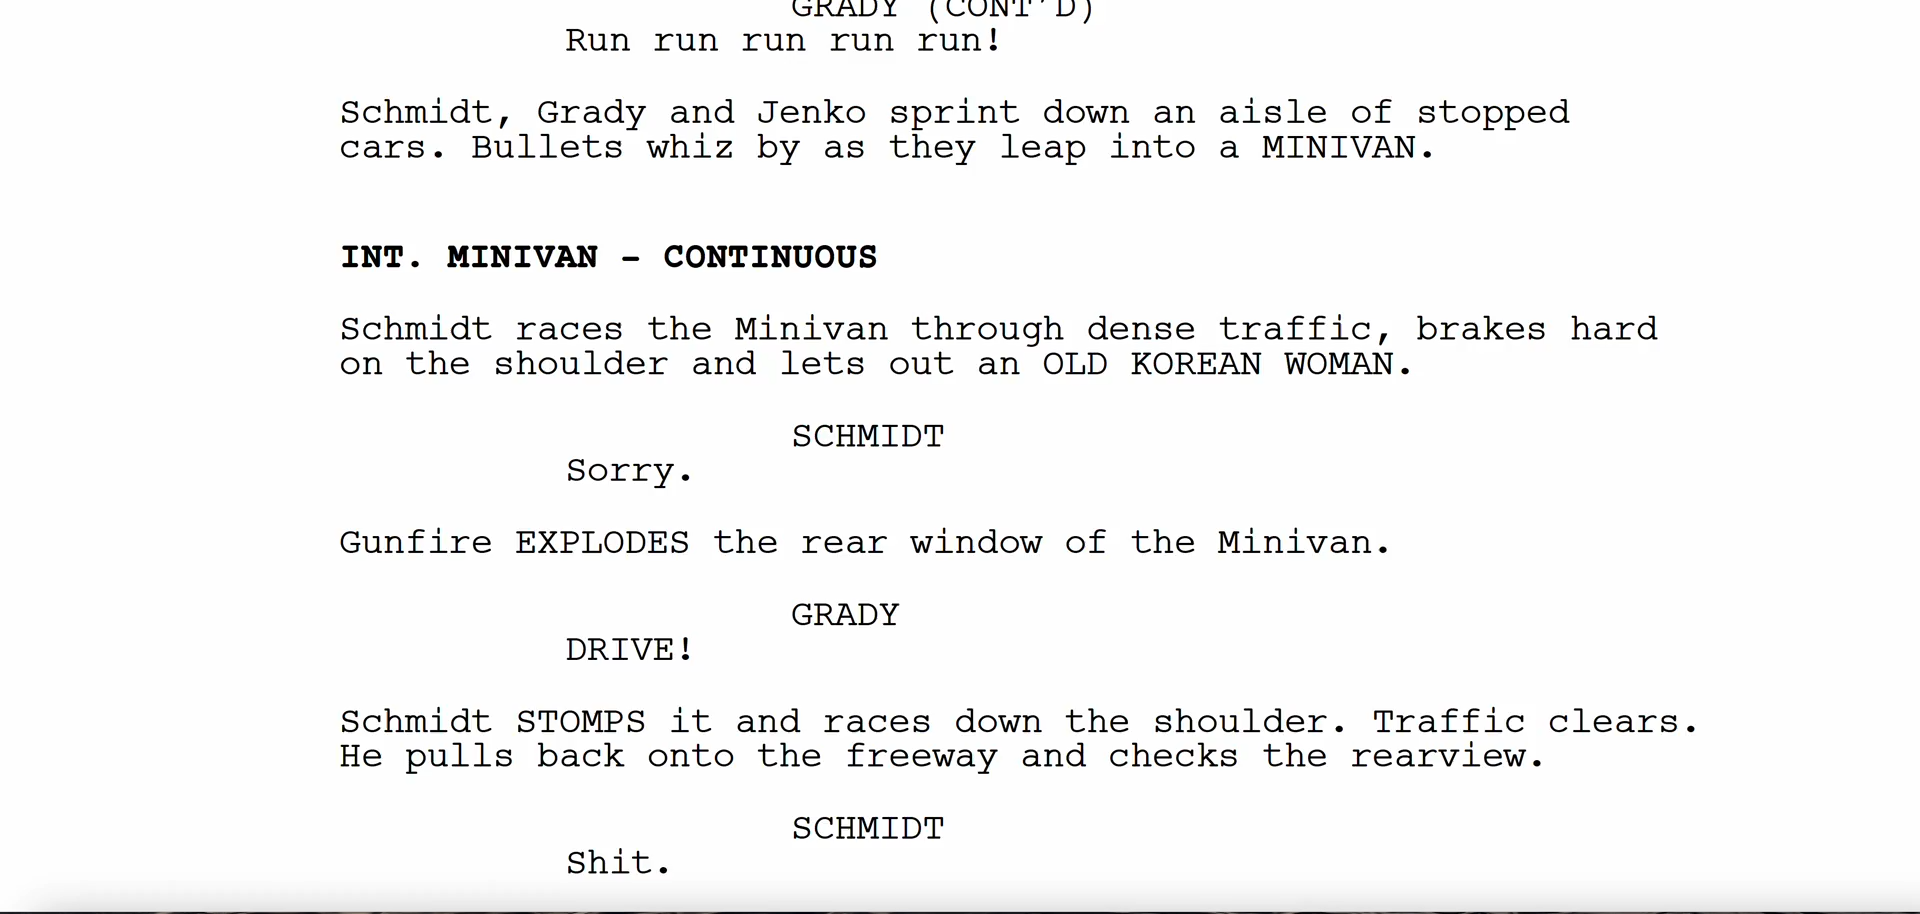 GRADY (CONT'D)
Run run run run run!
Schmidt, Grady and Jenko sprint down an aisle of stopped
cars. Bullets whiz by as they leap into a MINIVAN.
INT. MINIVAN - CONTINUOUS
Schmidt races the Minivan through dense traffic, brakes hard
on the shoulder and lets out an OLD KOREAN WOMAN.
SCHMIDT
Sorry.
Gunfire EXPLODES the rear window of the Minivan.
GRADY
DRIVE!
Schmidt STOMPS it and races down the shoulder. Traffic clears.
He pulls back onto the freeway and checks the rearview.
SCHMIDT
Shit.